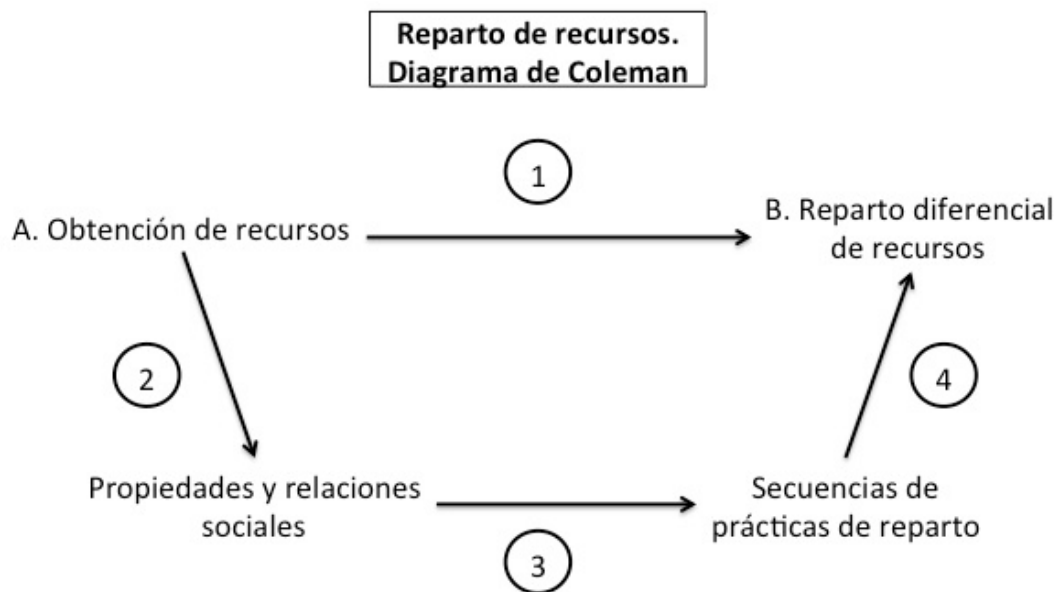 Reparto de recursos.
Diagrama de Coleman
1
A. Obtención de recursos
B. Reparto diferencial
de recursos
2
4
Propiedades y relaciones
sociales
Secuencias de
prácticas de reparto
3